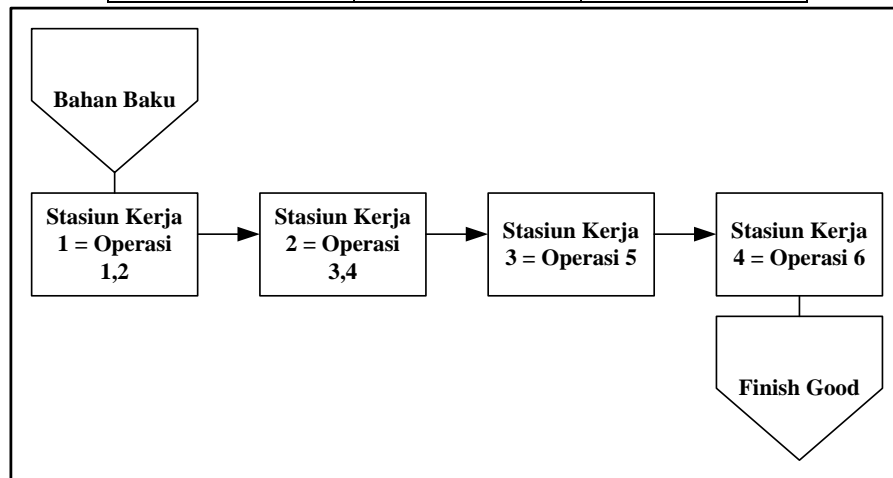 Bahan Baku
Stasiun Kerja
1 = Operasi
1,2
Stasiun Kerja
2 = Operasi
3,4
Stasiun Kerja
3 = Operasi 5
Stasiun Kerja
4 = Operasi 6
Finish Good